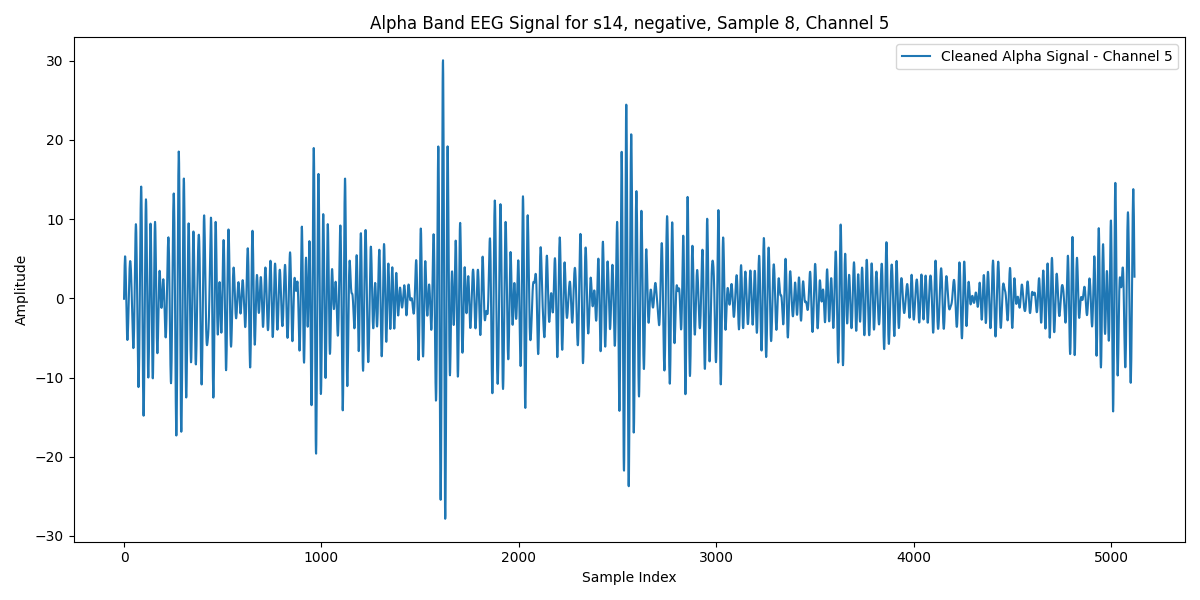 Alpha Band EEG Signal for s14, negative, Sample 8, Channel 5
Cleaned Alpha Signal - Channel 5
30
20
10
0
−10
−20
−30
Amplitude
0 1000 2000 3000 4000 5000
Sample Index